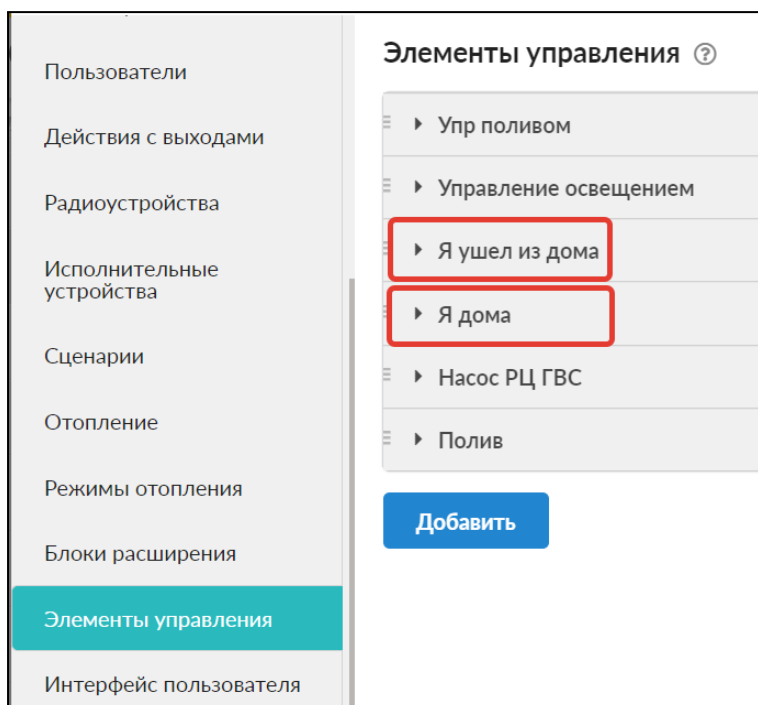 Пользователи
Действия с выходами
Радиоустройства
Исполнительные
устройства
Сценарии
Отопление
Режимы отопления
Блоки расширения
Элементы управления
Интерфейс пользователя
Элементы управления ?
Упр поливом
Управление освещением
Я ушел из дома
Я дома
Насос РЦ ГВС
Полив
Добавить